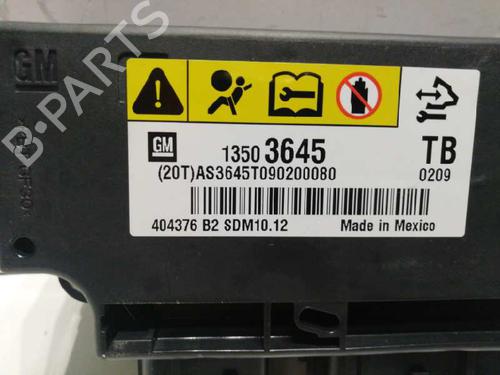 GM
GM
1350 3645
TB
(20T)AS3645T090200080
0209
404376 B2 SDM10.12
Made in Mexico
B-PARTS